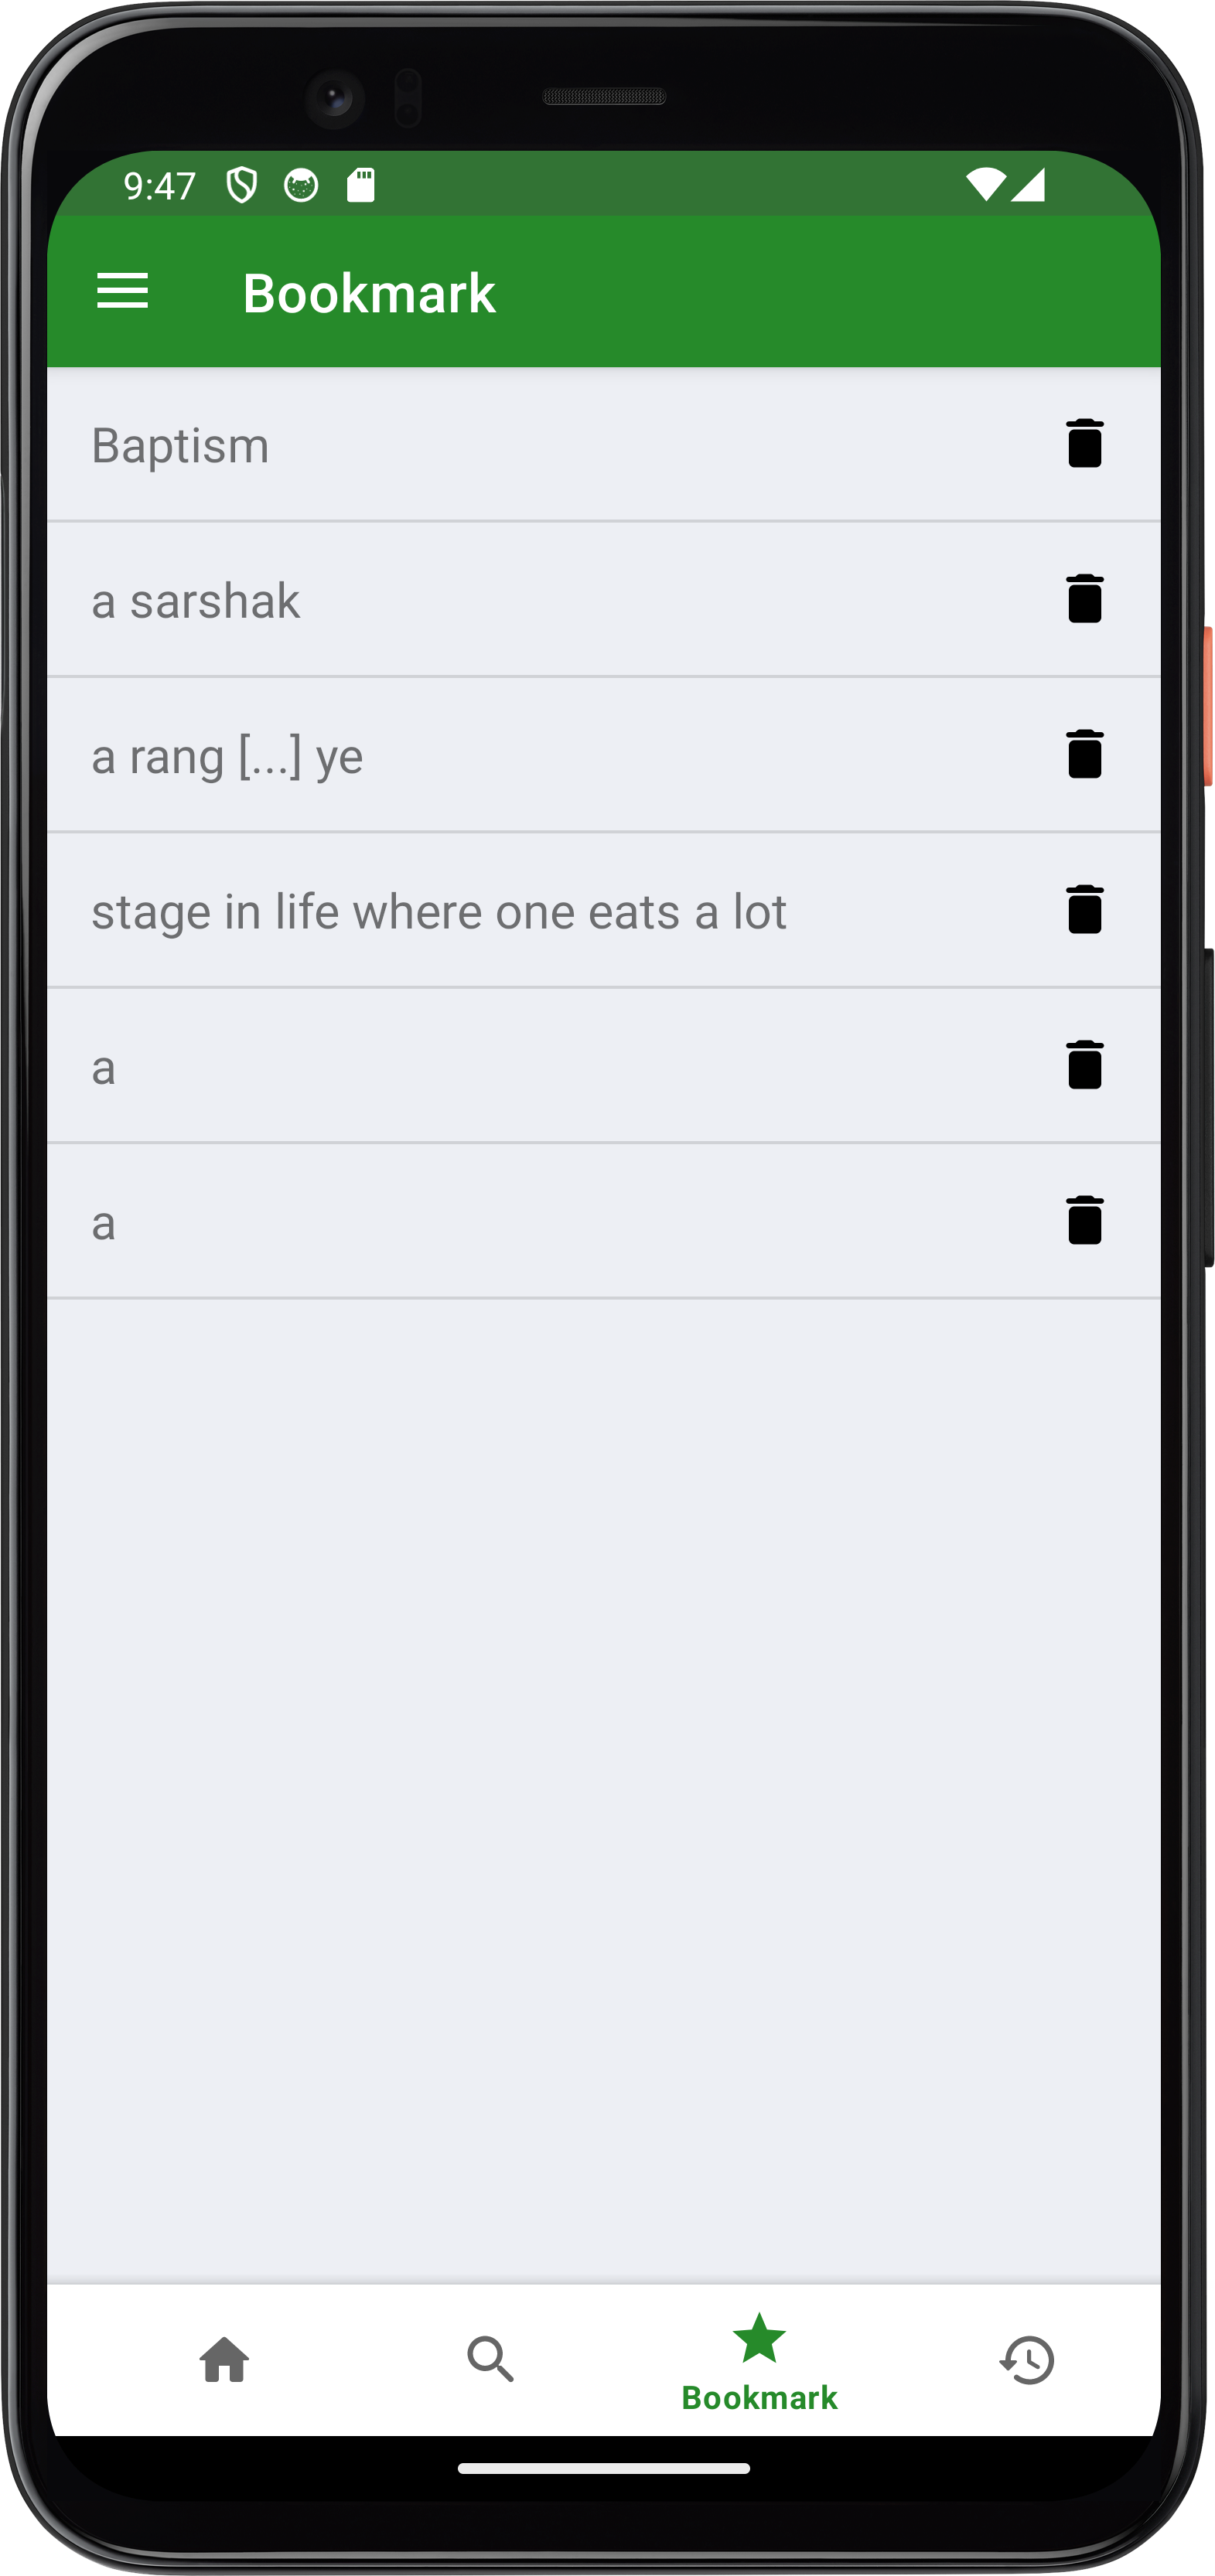 9:47
Bookmark
Baptism
a sarshak
a rang [...] ye
stage in life where one eats a lot
a
a
Bookmark